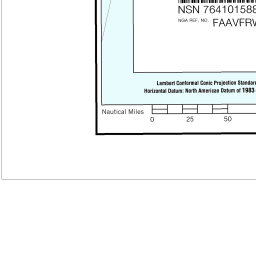 NSN 764101588
NGA REF. NO. FAAVFRW
Lambert Conformal Conic Projection Standard
Horizontal Datum: North American Datum of 1983
Nautical Miles
0 25 50